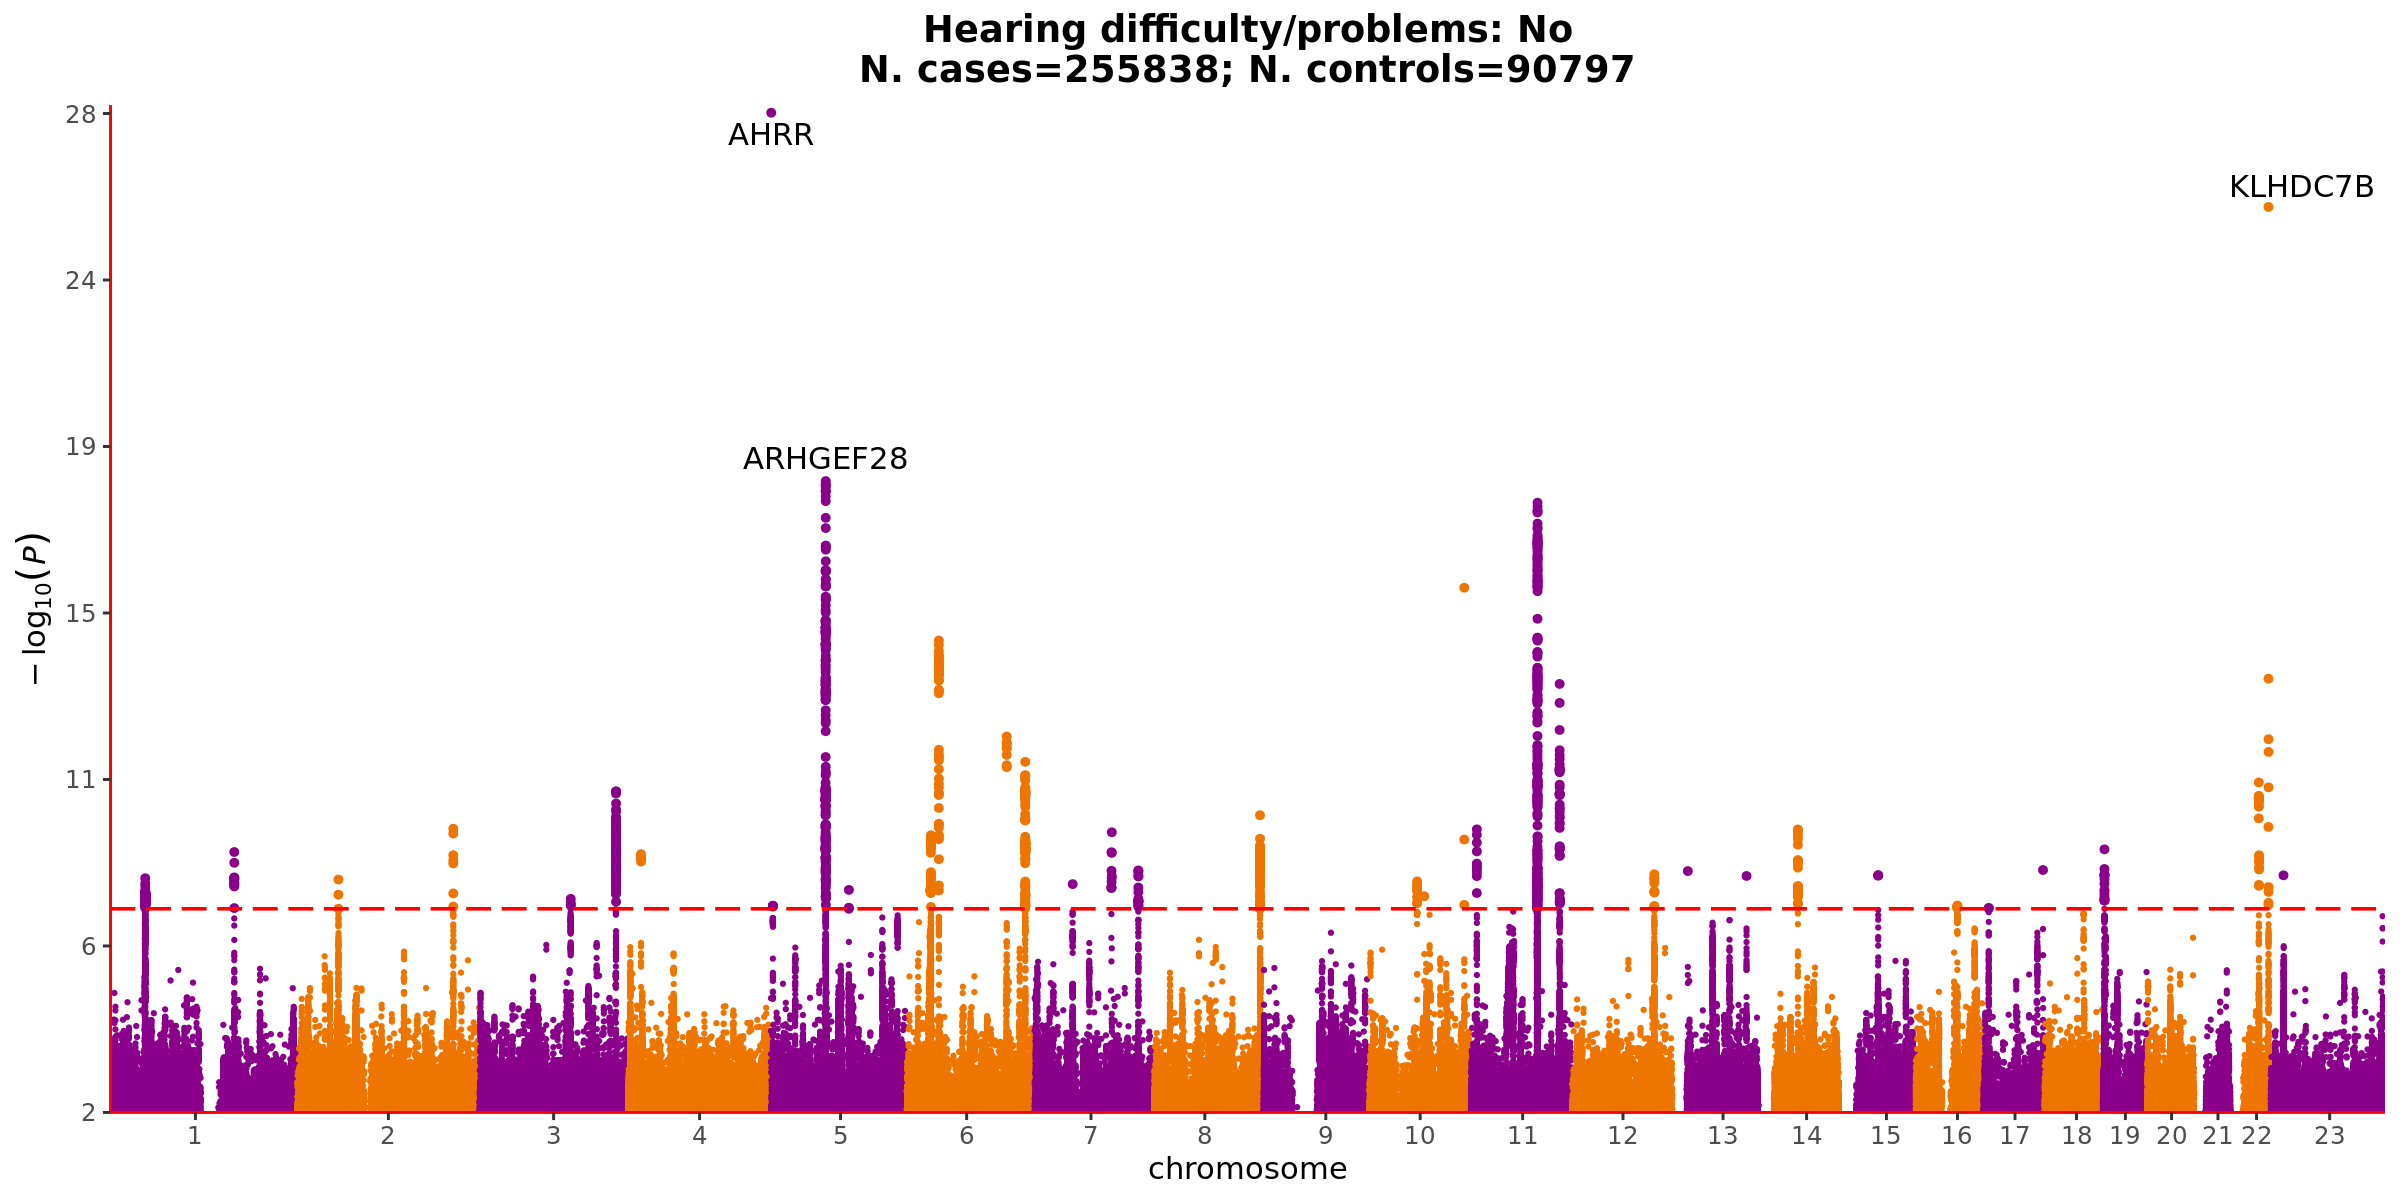 Hearing difficulty/problems: No
N. cases=255838; N. controls=90797
28
AHRR
KLHDC7B
24
19
ARHGEF28
15
11
6
2
−log10(P)
1 2 3 4 5 6 7 8 9 10 11 12 13 14 15 16 17 18 19 20 21 22 23
chromosome